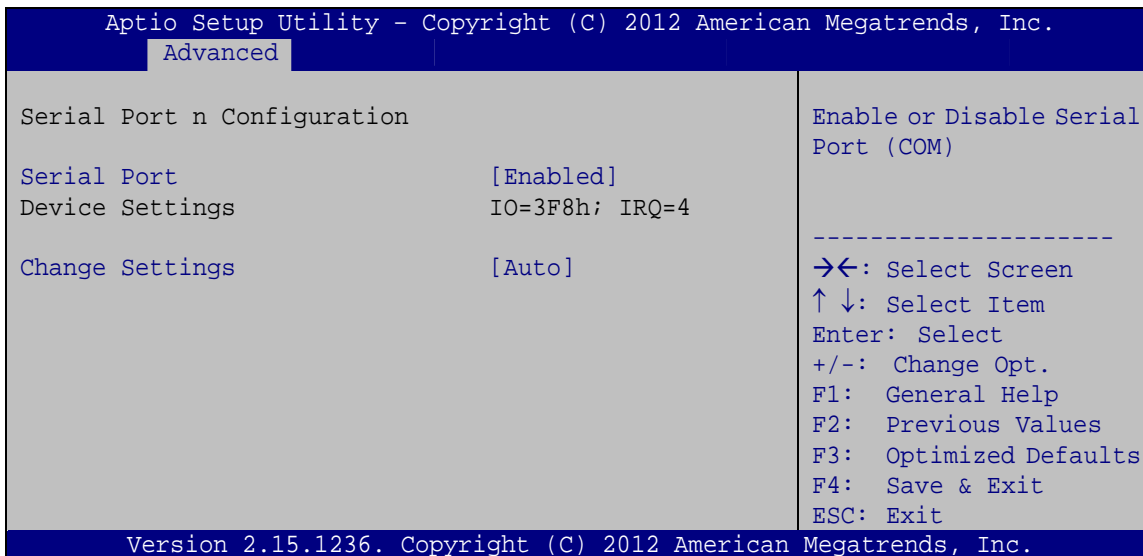 Aptio Setup Utility – Copyright (C) 2012 American Megatrends, Inc.
Advanced
Serial Port n Configuration
Serial Port [Enabled]
Device Settings IO=3F8h; IRQ=4
Change Settings [Auto]
Enable or Disable Serial
Port (COM)
---------------------
→←: Select Screen
↑ ↓: Select Item
Enter: Select
+/-: Change Opt.
F1: General Help
F2: Previous Values
F3: Optimized Defaults
F4: Save & Exit
ESC: Exit
Version 2.15.1236. Copyright (C) 2012 American Megatrends, Inc.